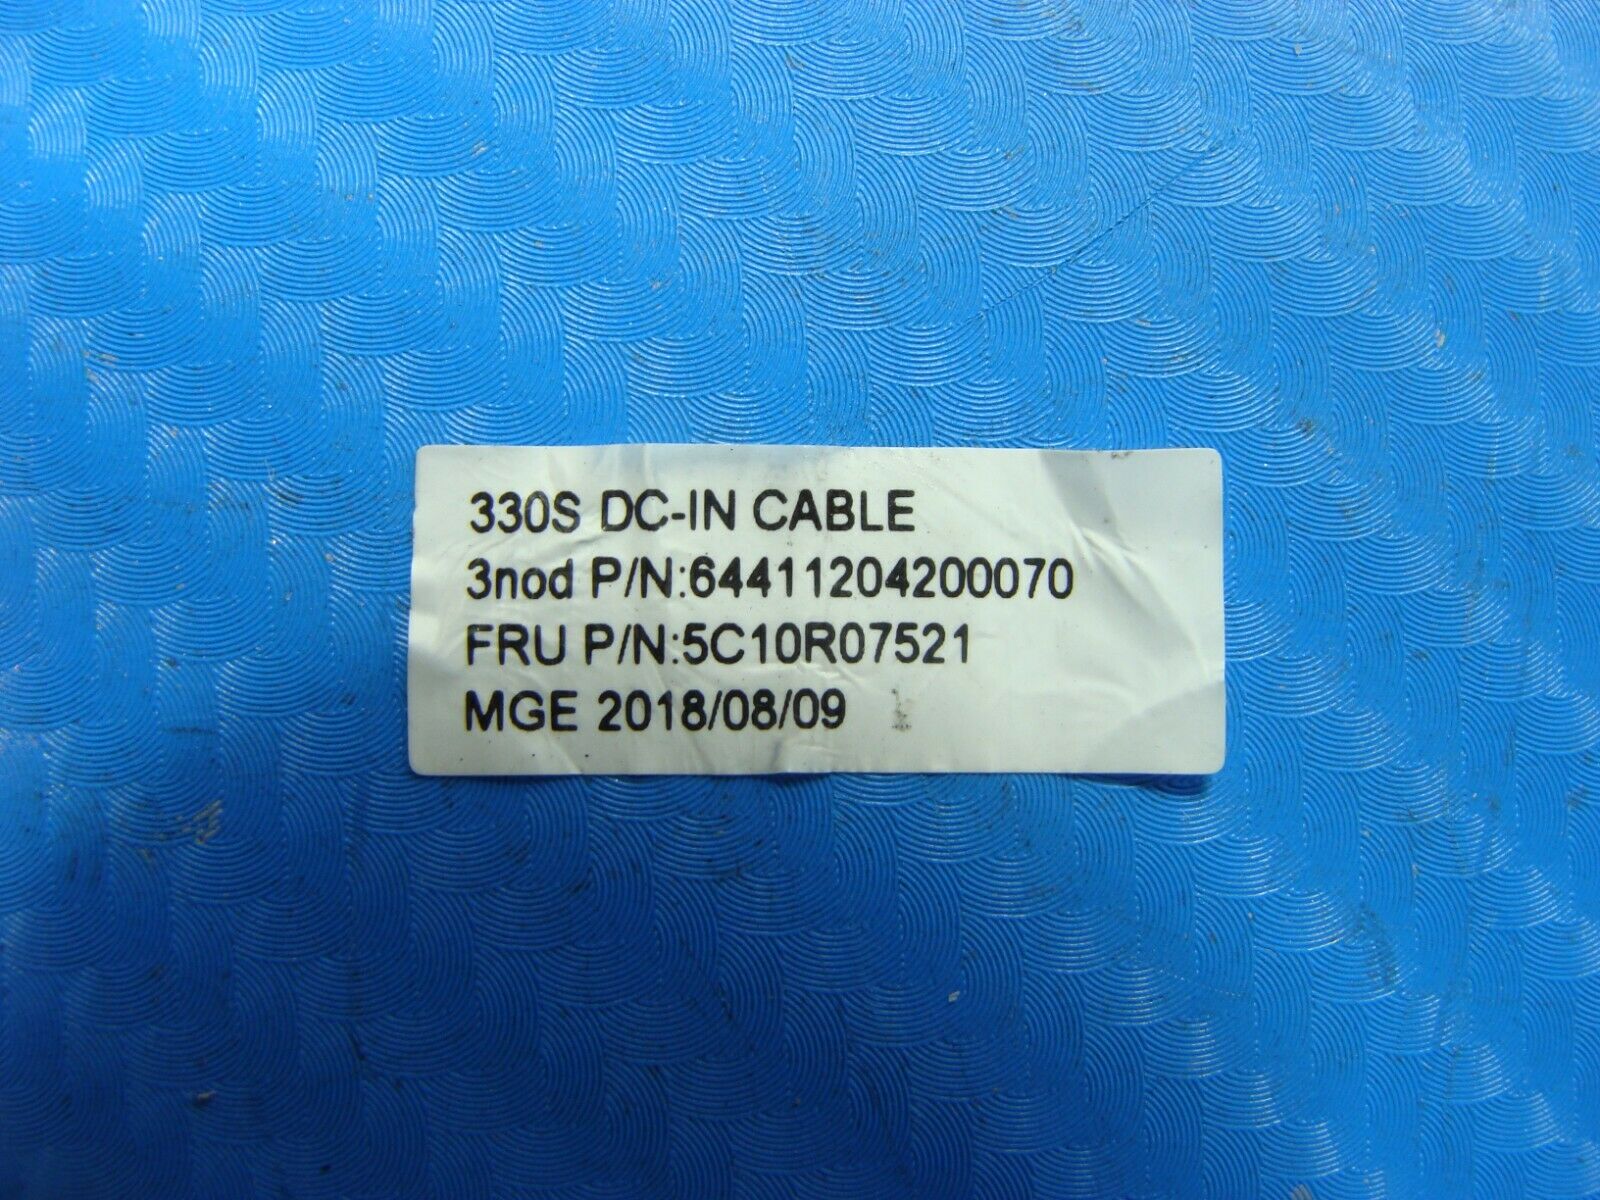 330S DC-IN CABLE
3nod P/N:64411204200070
FRU P/N:5C10R07521
MGE 2018/08/09